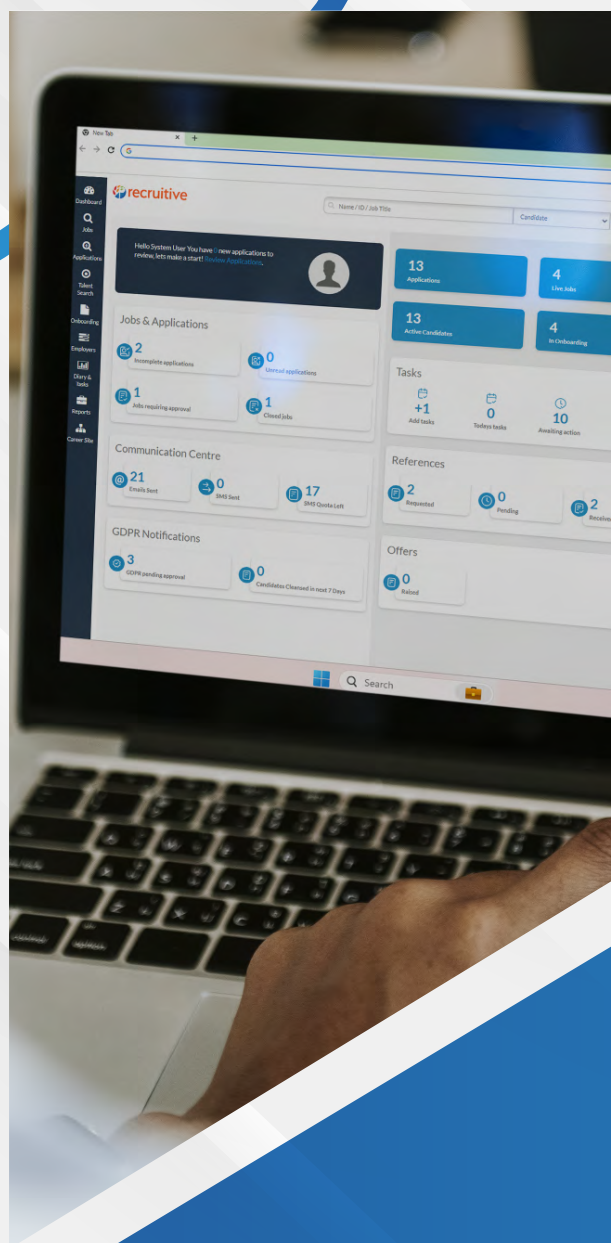 New Tab
recruitive
Name / ID / Job Title
Candidate
Dashboard
Jobs
Applications
Talent
Search
Onboarding
Employers
Diary &
tasks
Reports
Career Site
Hello System User You have 0 new applications to
review, lets make a start! Review Applications.
13
Applications
4
Live Jobs
13
Active Candidates
4
In Onboarding
Jobs & Applications
2
Incomplete applications
0
Unread applications
1
Jobs requiring approval
1
Closed jobs
Tasks
+1
Add tasks
0
Todays tasks
10
Awaiting action
Communication Centre
21
Emails Sent
0
SMS Sent
17
SMS Quota Left
References
2
Requested
0
Pending
2
Receive
GDPR Notifications
3
GDPR pending approval
0
Candidates Cleansed in next 7 Days
Offers
0
Raised
Search